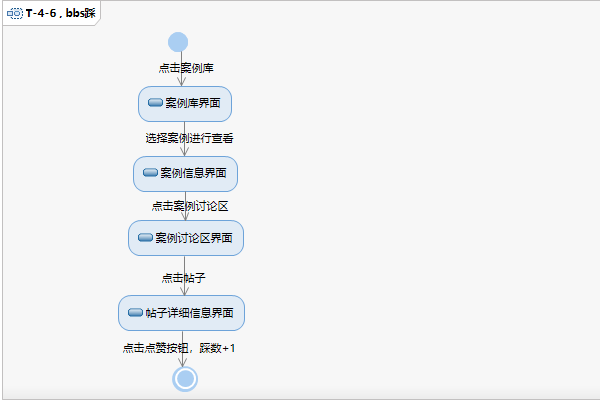 T-4-6 , bbs踩
点击案例库
案例库界面
选择案例进行查看
案例信息界面
点击案例讨论区
案例讨论区界面
点击帖子
帖子详细信息界面
点击点赞按钮，踩数+1